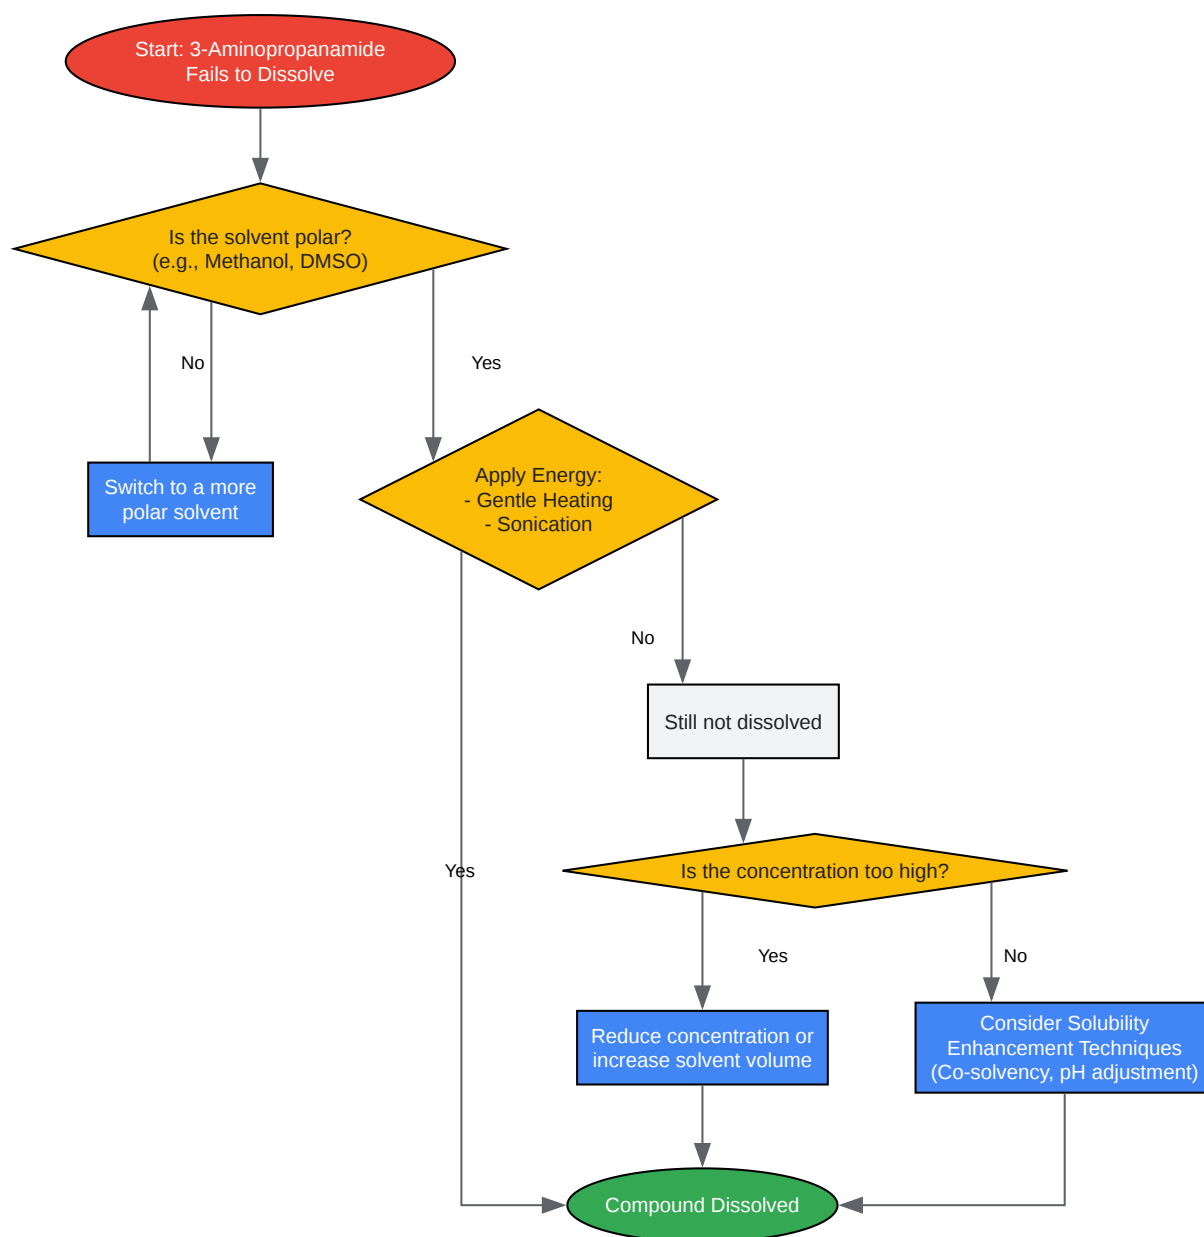 Start: 3-Aminopropanamide
Fails to Dissolve
Is the solvent polar?
(e.g., Methanol, DMSO)
No
Yes
Switch to a more
polar solvent
Apply Energy:
- Gentle Heating
- Sonication
No
Still not dissolved
Yes
Is the concentration too high?
Yes
No
Reduce concentration or
increase solvent volume
Consider Solubility
Enhancement Techniques
(Co-solvency, pH adjustment)
Compound Dissolved